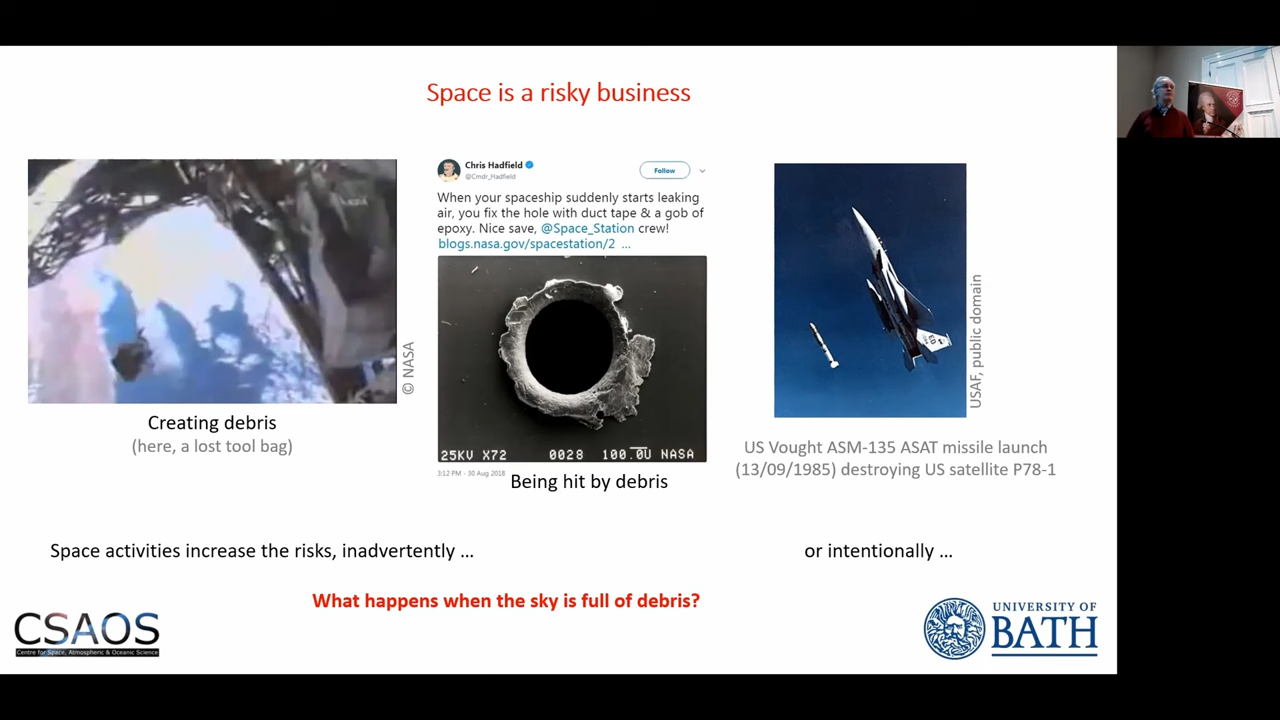 Space is a risky business
© NASA
Creating debris
(here, a lost tool bag)
Chris Hadfield
@Cmdr_Hadfield
Follow
When your spaceship suddenly starts leaking
air, you fix the hole with duct tape & a gob of
epoxy. Nice save, @Space_Station crew!
blogs.nasa.gov/spacestation/2 ...
25KV X72 0028 100.0U NASA
3:12 PM - 30 Aug 2018
Being hit by debris
USAF, public domain
US Vought ASM-135 ASAT missile launch
(13/09/1985) destroying US satellite P78-1
Space activities increase the risks, inadvertently ...
or intentionally ...
What happens when the sky is full of debris?
CSAOS
Centre for Space, Atmospheric & Oceanic Science
UNIVERSITY OF
BATH